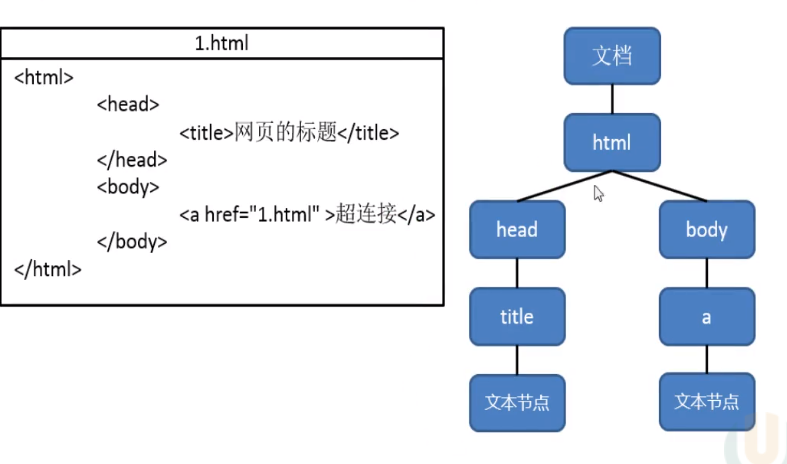 1.html
<html>
<head>
<title>网页的标题</title>
</head>
<body>
<a href="1.html" >超连接</a>
</body>
</html>
文档
html
head
body
title
a
文本节点
文本节点